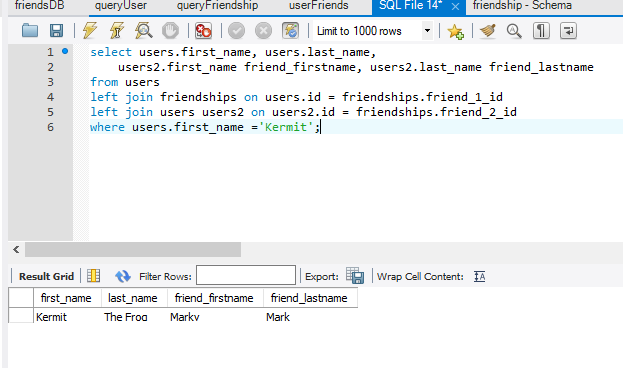 friendsDB queryUser queryFriendship userFriends SQL File 14* × friendship - Schema
Limit to 1000 rows
1 select users.first_name, users.last_name,
2 users2.first_name friend_firstname, users2.last_name friend_lastname
3 from users
4 left join friendships on users.id = friendships.friend_1_id
5 left join users users2 on users2.id = friendships.friend_2_id
6 where users.first_name ='Kermit';
Result Grid Filter Rows: Export: Wrap Cell Content:
first_name last_name friend_firstname friend_lastname
Kermit The Frog Marky Mark